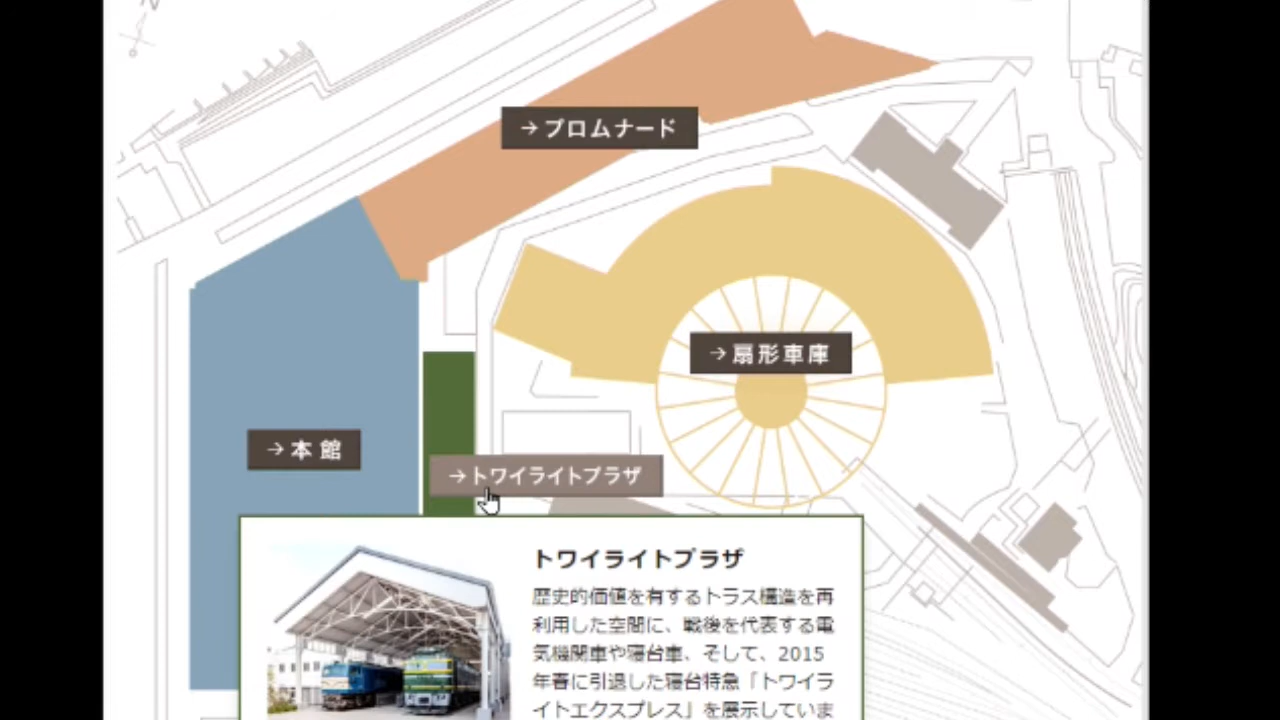 N
→プロムナード
→扇形車庫
→本館
→トワイライトプラザ
トワイライトプラザ
歴史的価値を有するトラス構造を再
利用した空間に、戦後を代表する電
気機関車や寝台車、そして、2015
年春に引退した寝台特急「トワイラ
イトエクスプレス」を展示していま